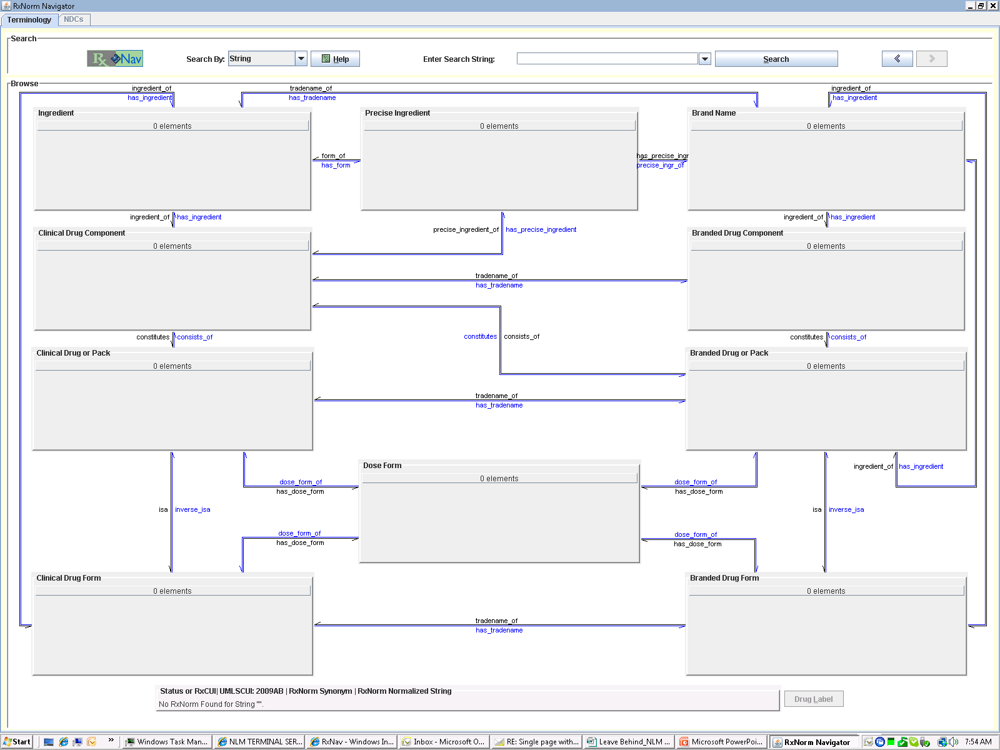 RxNorm Navigator
Terminology
NDCs
Search
Rx Nav
Search By:
String
Help
Enter Search String:
Search
Browse
ingredient_of
has_ingredient
tradename_of
has_tradename
ingredient_of
has_ingredient
Ingredient
0 elements
Precise Ingredient
0 elements
Brand Name
0 elements
form_of
has_form
has_precise_ingr
precise_ingr_of
ingredient_of
has_ingredient
precise_ingredient_of
has_precise_ingredient
ingredient_of
has_ingredient
Clinical Drug Component
0 elements
Branded Drug Component
0 elements
tradename_of
has_tradename
constitutes
consists_of
constitutes
consists_of
constitutes
consists_of
Clinical Drug or Pack
0 elements
Branded Drug or Pack
0 elements
tradename_of
has_tradename
Dose Form
0 elements
dose_form_of
has_dose_form
dose_form_of
has_dose_form
ingredient_of
has_ingredient
isa
inverse_isa
isa
inverse_isa
dose_form_of
has_dose_form
dose_form_of
has_dose_form
Clinical Drug Form
0 elements
Branded Drug Form
0 elements
tradename_of
has_tradename
Status or RxCUI| UMLSCUI: 2009AB | RxNorm Synonym | RxNorm Normalized String
No RxNorm Found for String "".
Drug Label
Start
Windows Task Man...
NLM TERMINAL SER...
RxNav - Windows In...
Inbox - Microsoft O...
RE: Single page with...
Leave Behind_NLM ...
Microsoft PowerPoi...
RxNorm Navigator
7:54 AM